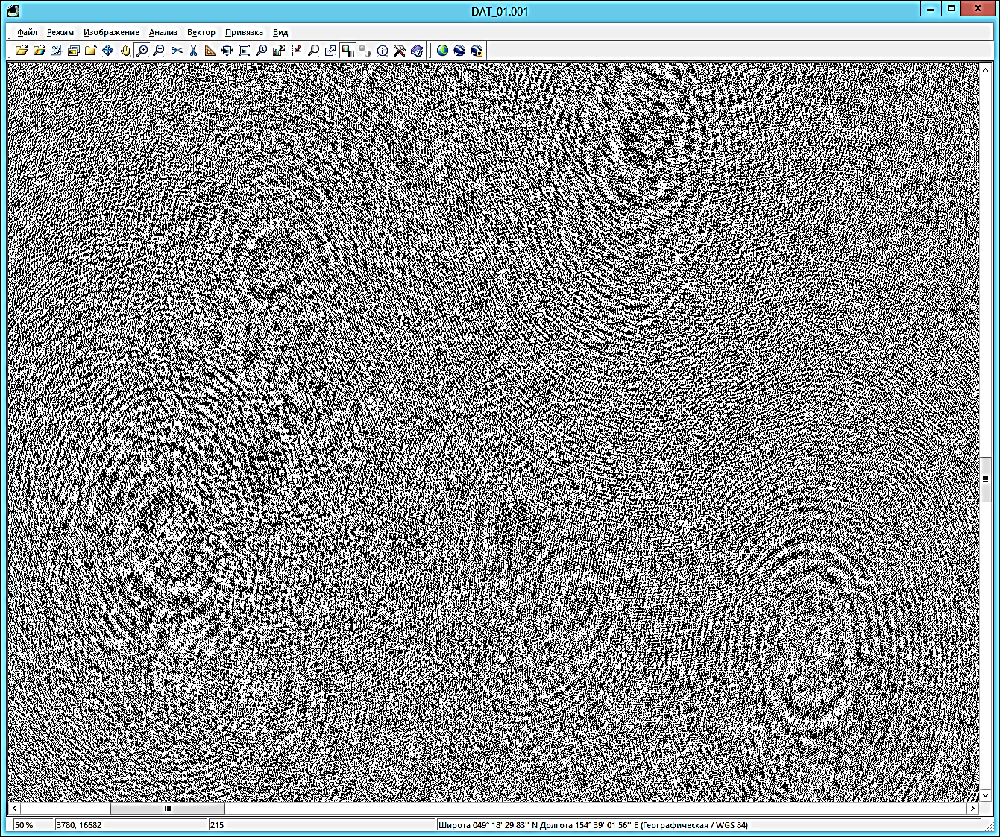 DAT_01.001
Файл Режим Изображение Анализ Вектор Привязка Вид
50 % 3780, 16682 215 Широта 049° 18' 29.83'' N Долгота 154° 39' 01.56'' E (Географическая / WGS 84)